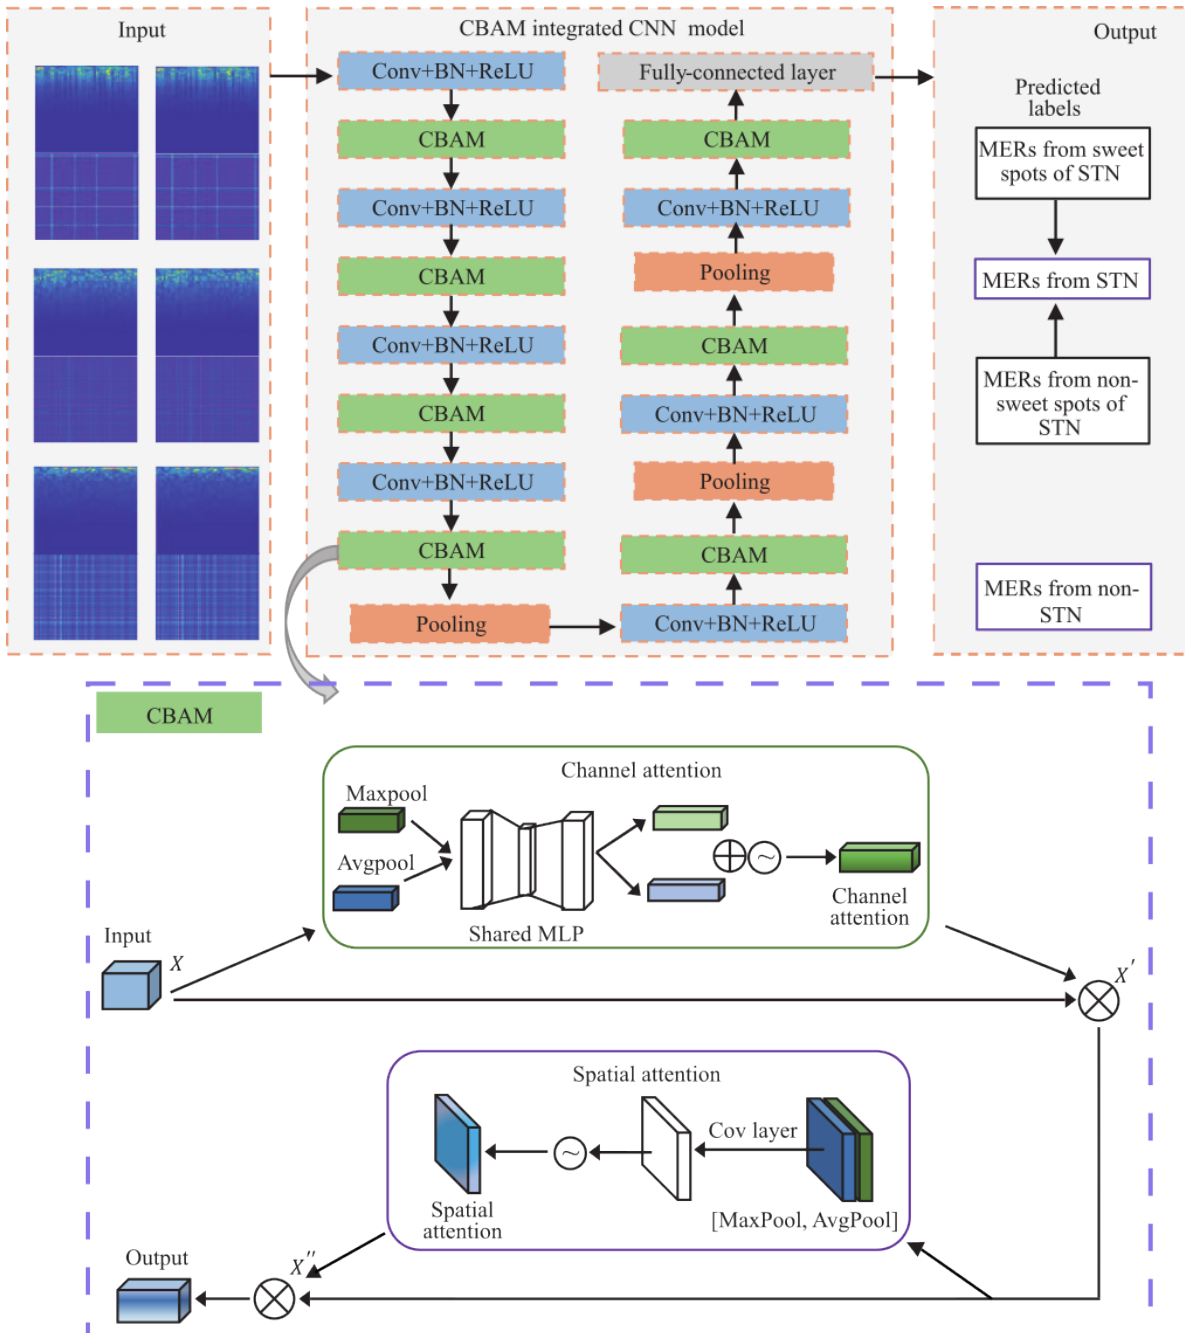 Input
CBAM integrated CNN model
Output
Conv+BN+ReLU
CBAM
Conv+BN+ReLU
CBAM
Conv+BN+ReLU
CBAM
Conv+BN+ReLU
CBAM
Pooling
Fully-connected layer
CBAM
Conv+BN+ReLU
Pooling
CBAM
Conv+BN+ReLU
Pooling
CBAM
Conv+BN+ReLU
Predicted
labels
MERs from sweet
spots of STN
MERs from STN
MERs from non-
sweet spots of
STN
MERs from non-
STN
CBAM
Channel attention
Maxpool
Avgpool
Shared MLP
Channel
attention
Input
X
X′
Spatial attention
Cov layer
Spatial
attention
[MaxPool, AvgPool]
Output
X″